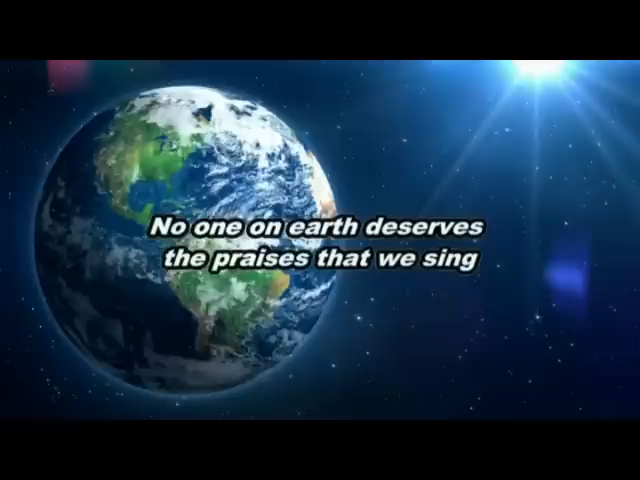 No one on earth deserves
the praises that we sing